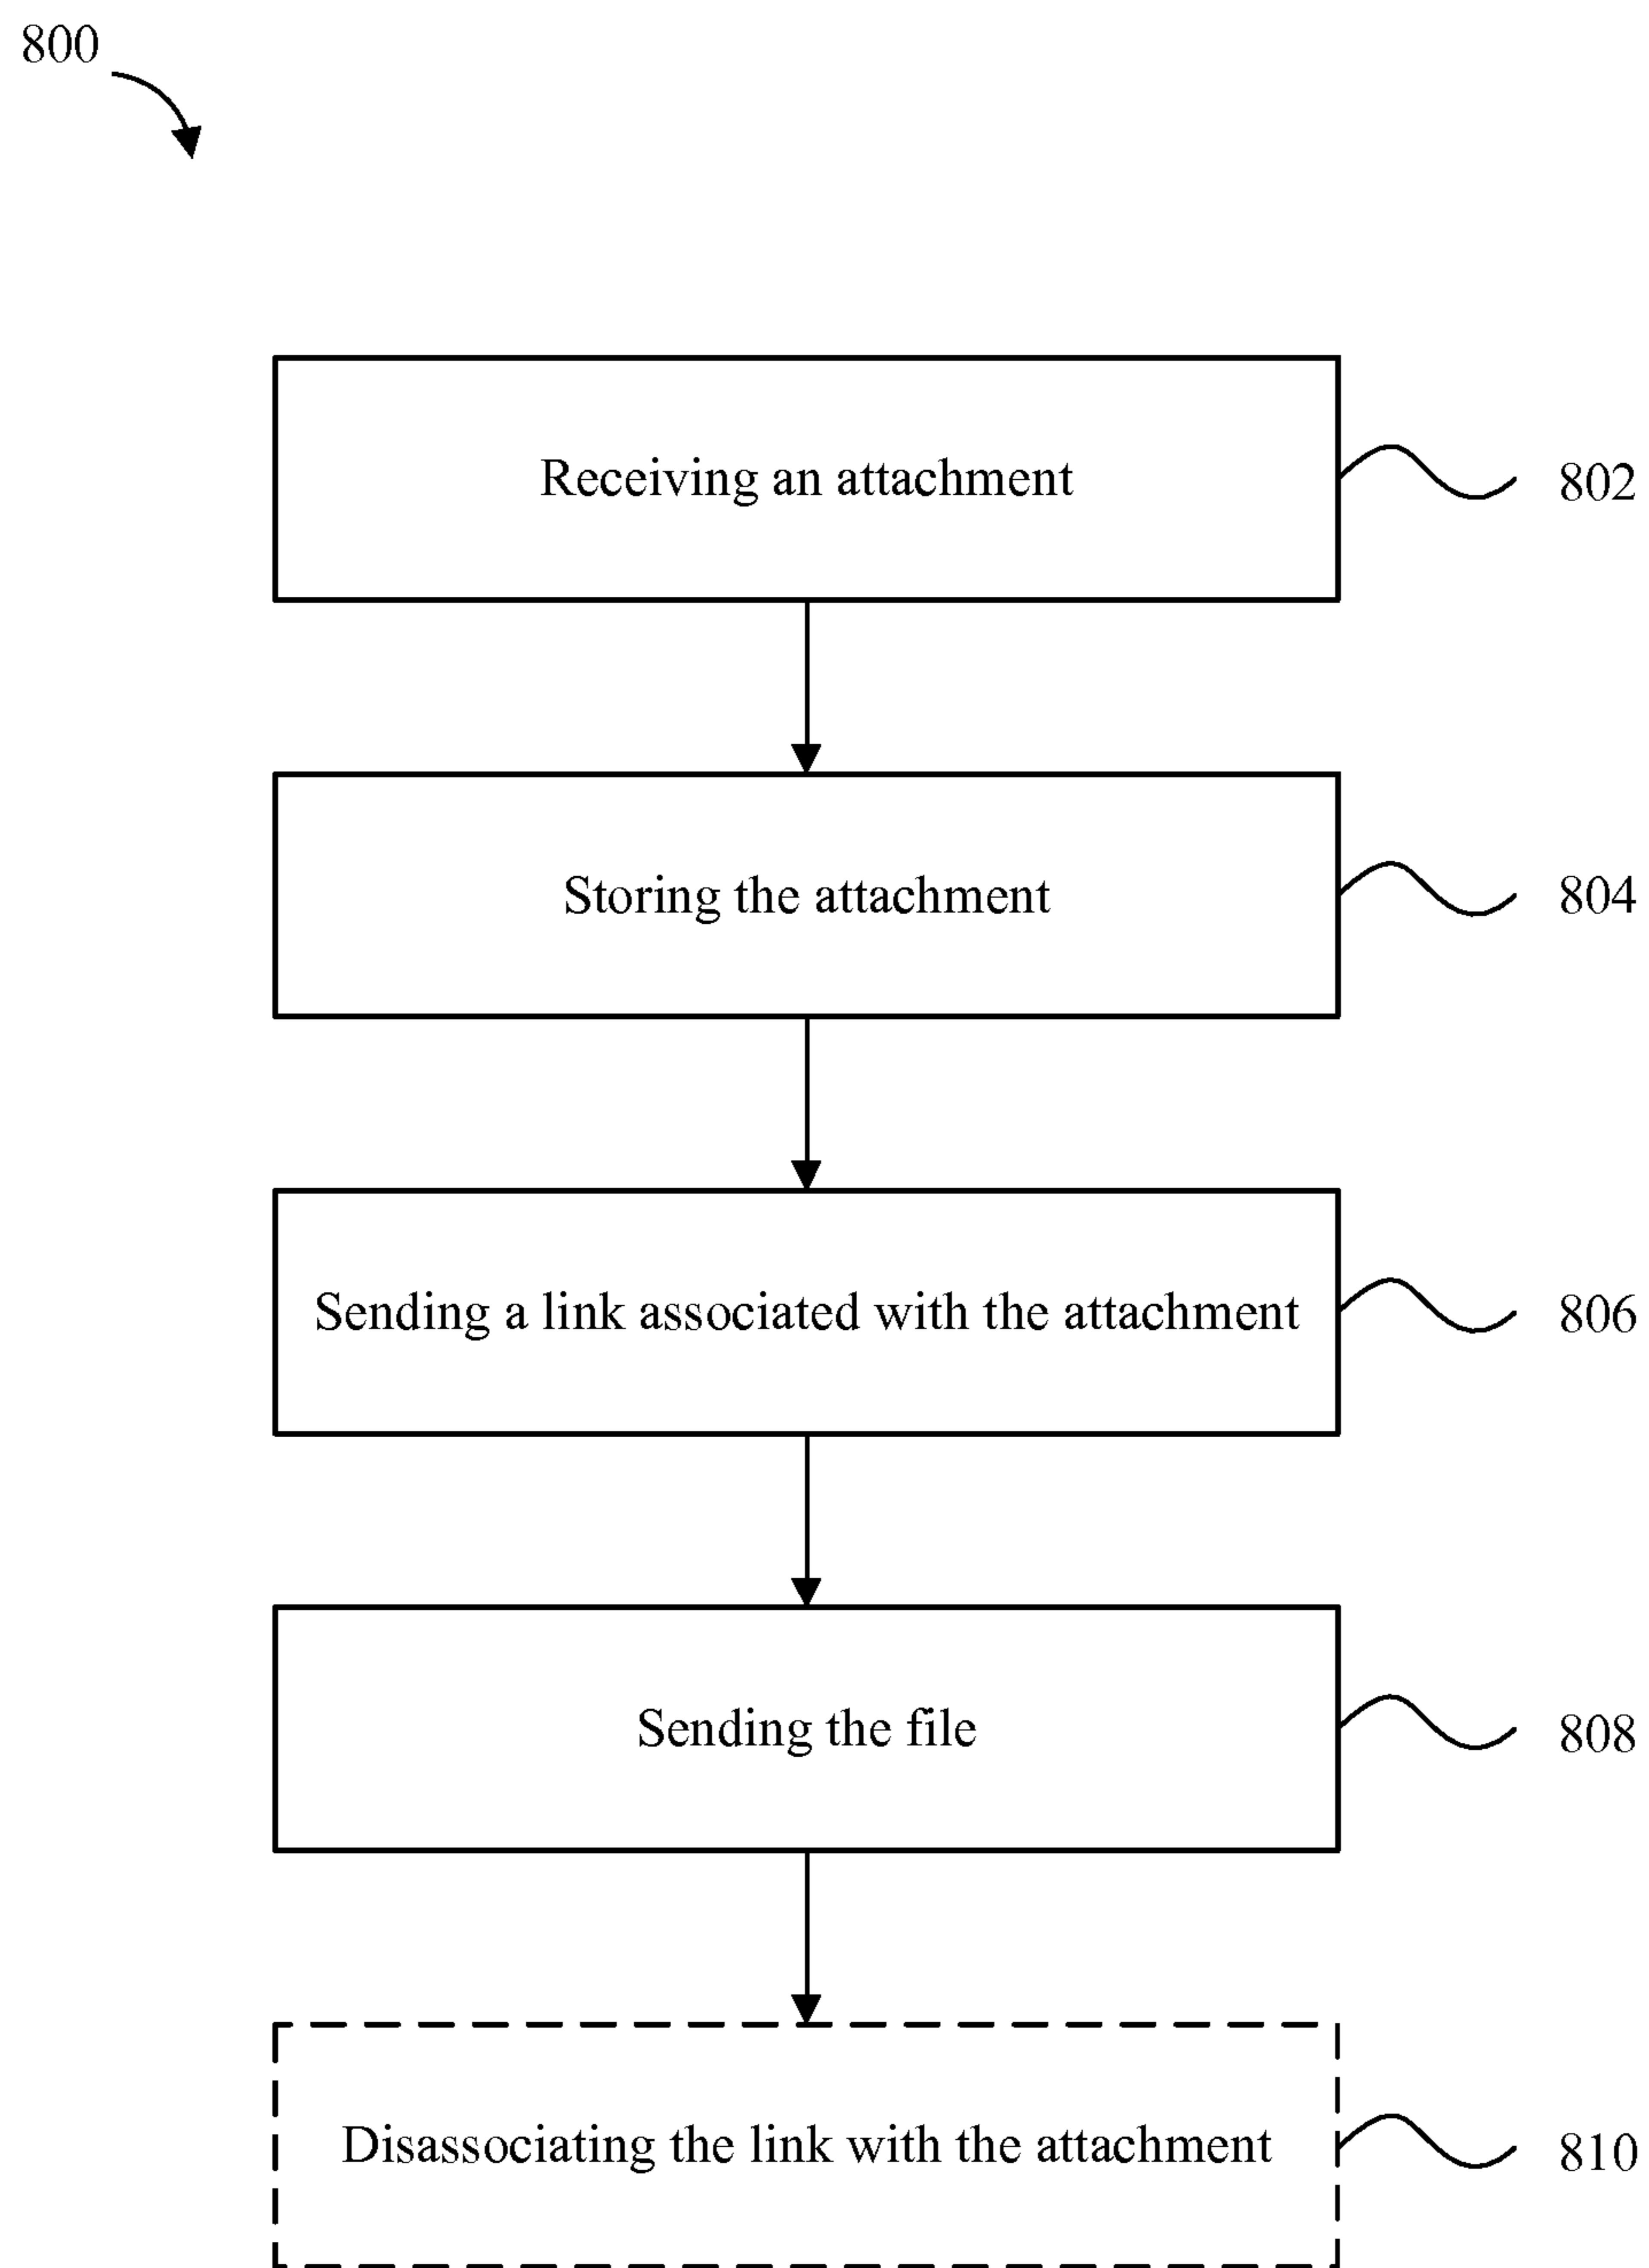 800
Receiving an attachment
802
Storing the attachment
804
Sending a link associated with the attachment
806
Sending the file
808
Disassociating the link with the attachment
810